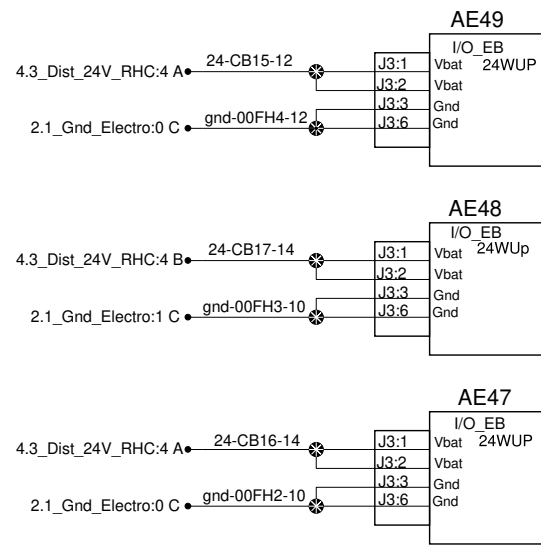 AE49
I/O_EB
24-CB15-12 J3:1 Vbat 24WUP
4.3_Dist_24V_RHC:4 A
J3:2 Vbat
J3:3 Gnd
gnd-00FH4-12 J3:6 Gnd
2.1_Gnd_Electro:0 C
AE48
I/O_EB
24-CB17-14 J3:1 Vbat 24WUp
4.3_Dist_24V_RHC:4 B
J3:2 Vbat
J3:3 Gnd
gnd-00FH3-10 J3:6 Gnd
2.1_Gnd_Electro:1 C
AE47
I/O_EB
24-CB16-14 J3:1 Vbat 24WUP
4.3_Dist_24V_RHC:4 A
J3:2 Vbat
J3:3 Gnd
gnd-00FH2-10 J3:6 Gnd
2.1_Gnd_Electro:0 C